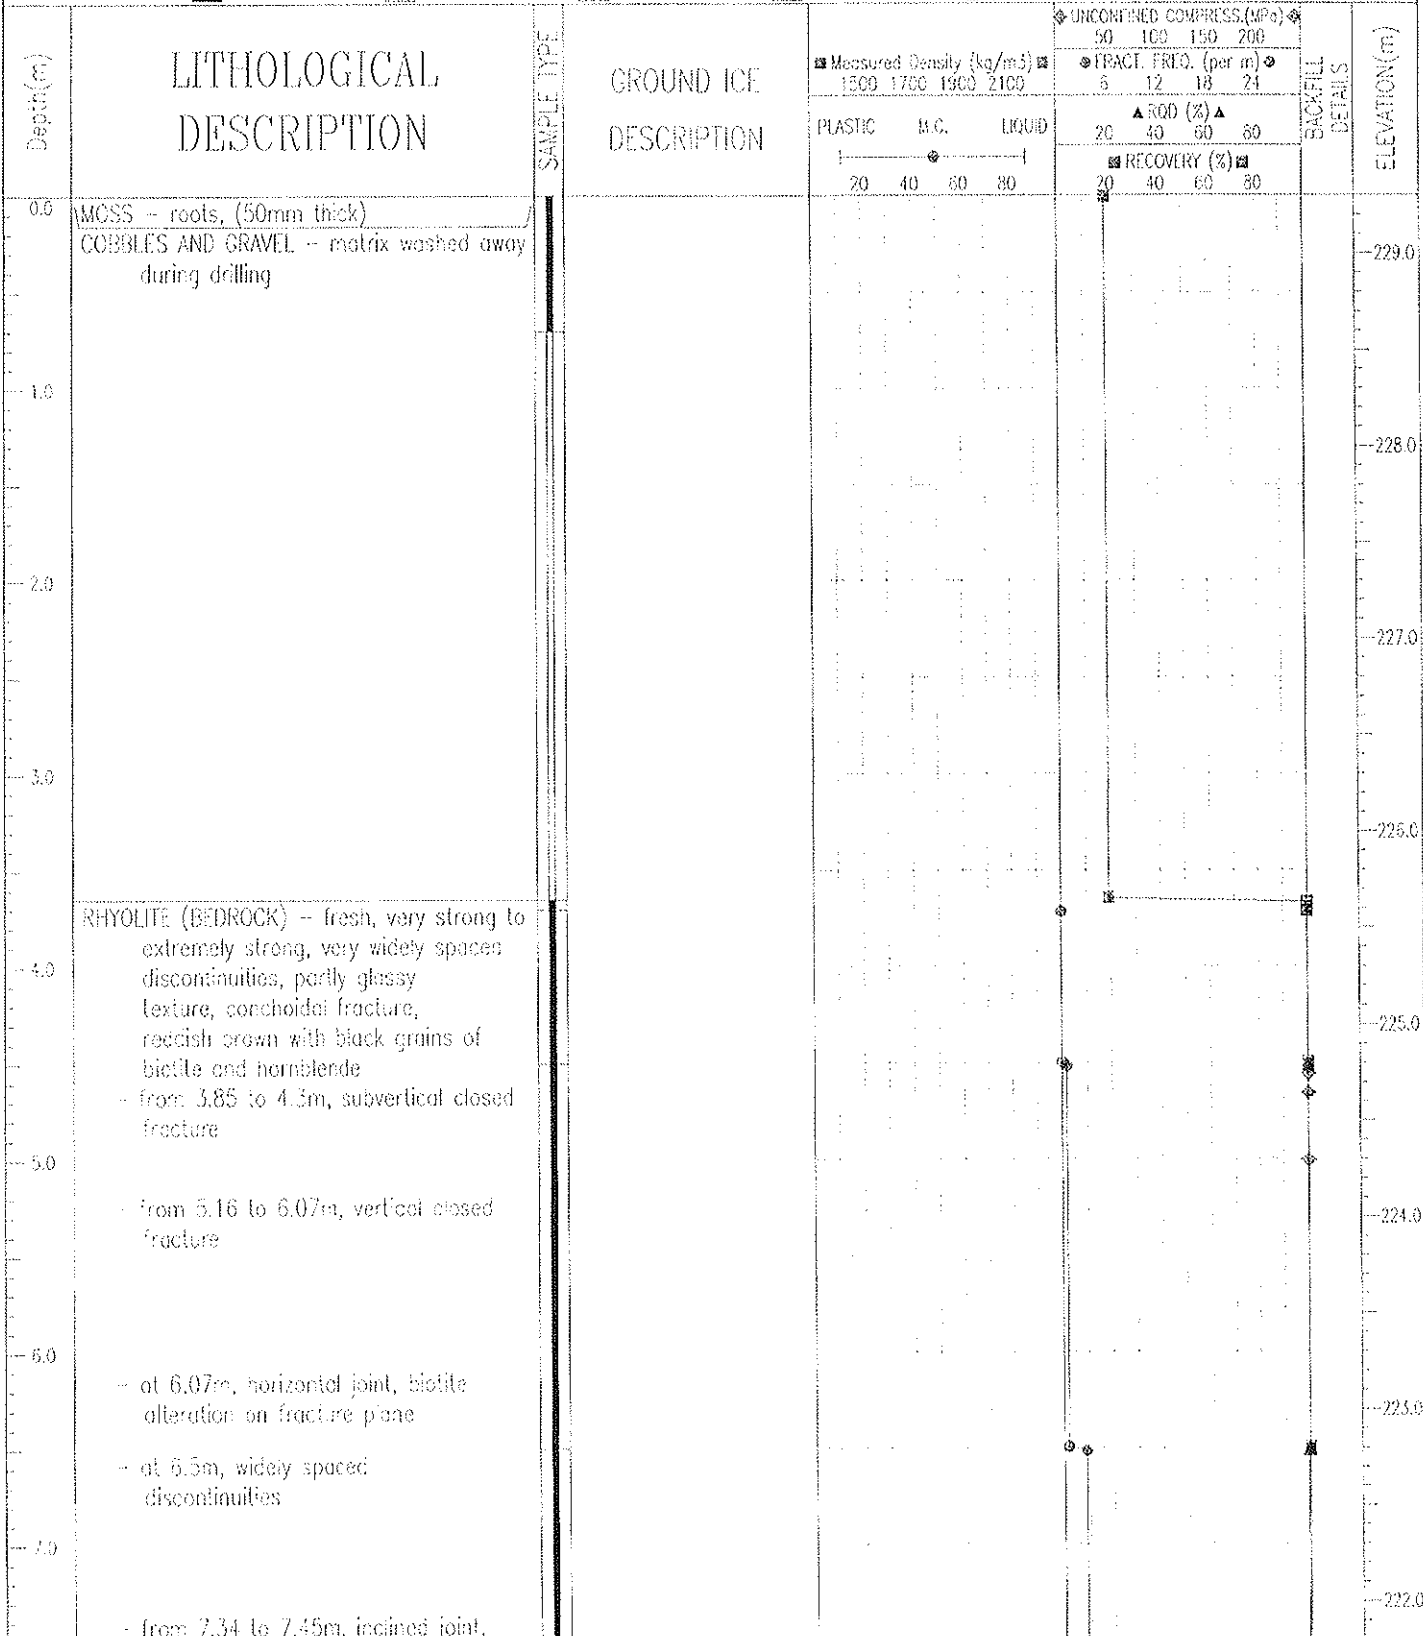 Depth(m)
LITHOLOGICAL
DESCRIPTION
SAMPLE TYPE
GROUND ICE
DESCRIPTION
Measured Density (kg/m3)
1500 1700 1900 2100
PLASTIC M.C. LIQUID
20 40 60 80
UNCONFINED COMPRESS.(MPa)
50 100 150 200
FRACT. FREQ. (per m)
6 12 18 24
RQD (%)
20 40 60 80
RECOVERY (%)
20 40 60 80
BACKFILL
DETAILS
ELEVATION(m)
0.0
MOSS - roots, (50mm thick)
COBBLES AND GRAVEL - matrix washed away
during drilling
229.0
1.0
228.0
2.0
227.0
3.0
226.0
RHYOLITE (BEDROCK) - fresh, very strong to
extremely strong, very widely spaced
discontinuities, partly glassy
texture, conchoidal fracture,
reddish brown with black grains of
biotite and hornblende
4.0
225.0
- from 3.85 to 4.3m, subvertical closed
fracture
5.0
- from 5.16 to 6.07m, vertical closed
fracture
224.0
6.0
- at 6.07m, horizontal joint, biotite
alteration on fracture plane
223.0
- at 6.5m, widely spaced
discontinuities
7.0
222.0
- from 7.34 to 7.45m, inclined joint,